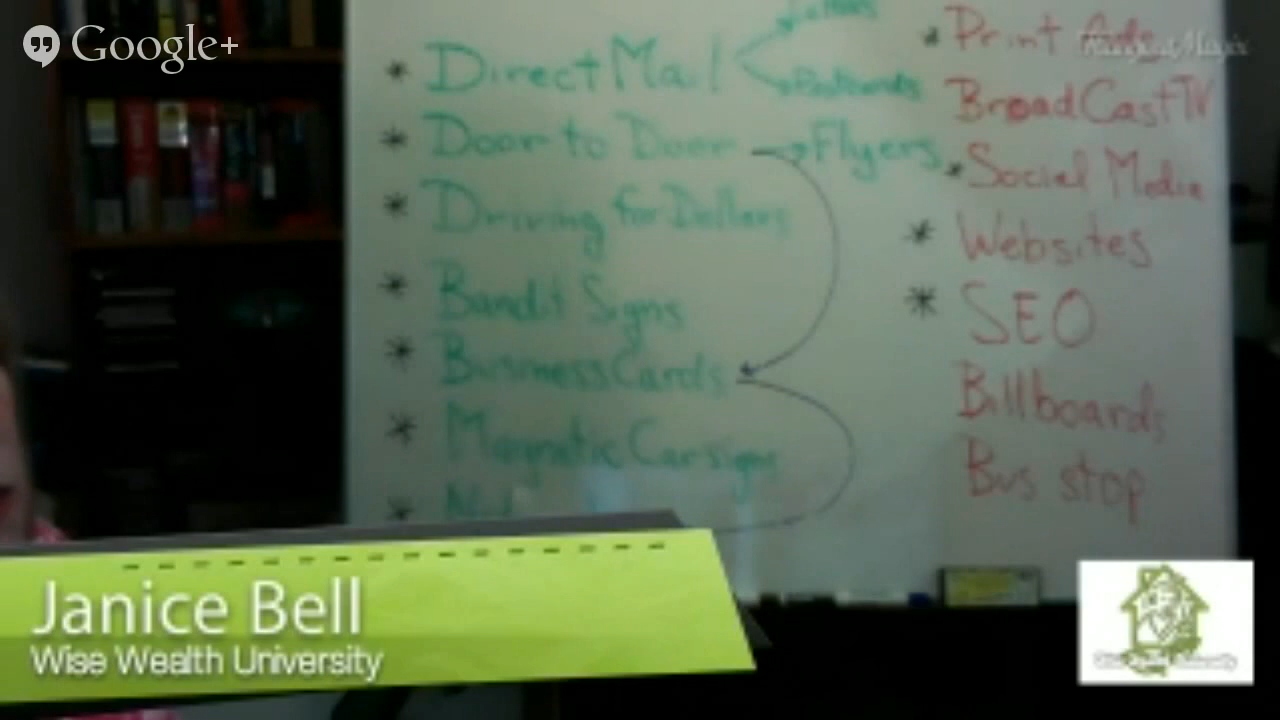 Google+
* Direct Mail
Postcards
* Door to Door → Flyers
* Driving for Dollars
* Bandit Signs
* Business Cards
* Magnetic Car signs
*
* Print Ads
BroadCast TV
* Social Media
* Websites
* SEO
Billboards
Bus stop
Janice Bell
Wise Wealth University